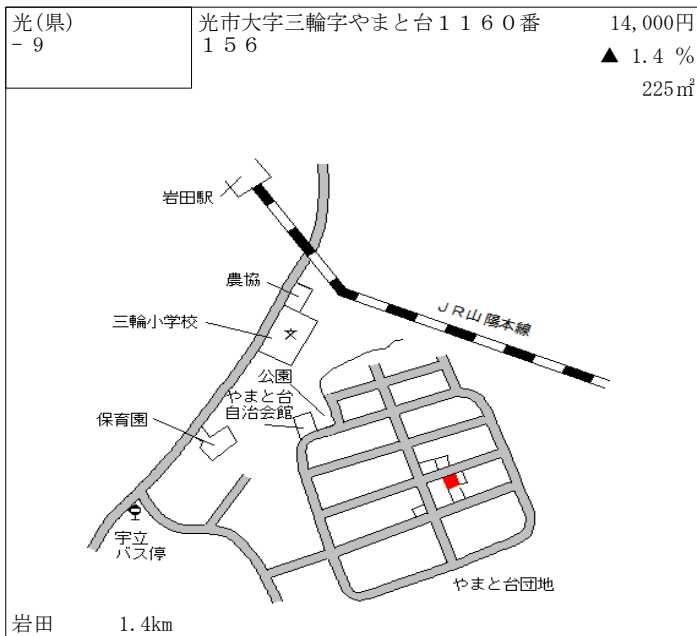 光(県)
- 9
光市大字三輪字やまと台１１６０番
１５６
14,000円
▲ 1.4 %
225㎡
岩田駅
農協
三輪小学校
文
JR山陽本線
公園
やまと台
自治会館
保育園
宇立
バス停
やまと台団地
岩田 1.4km